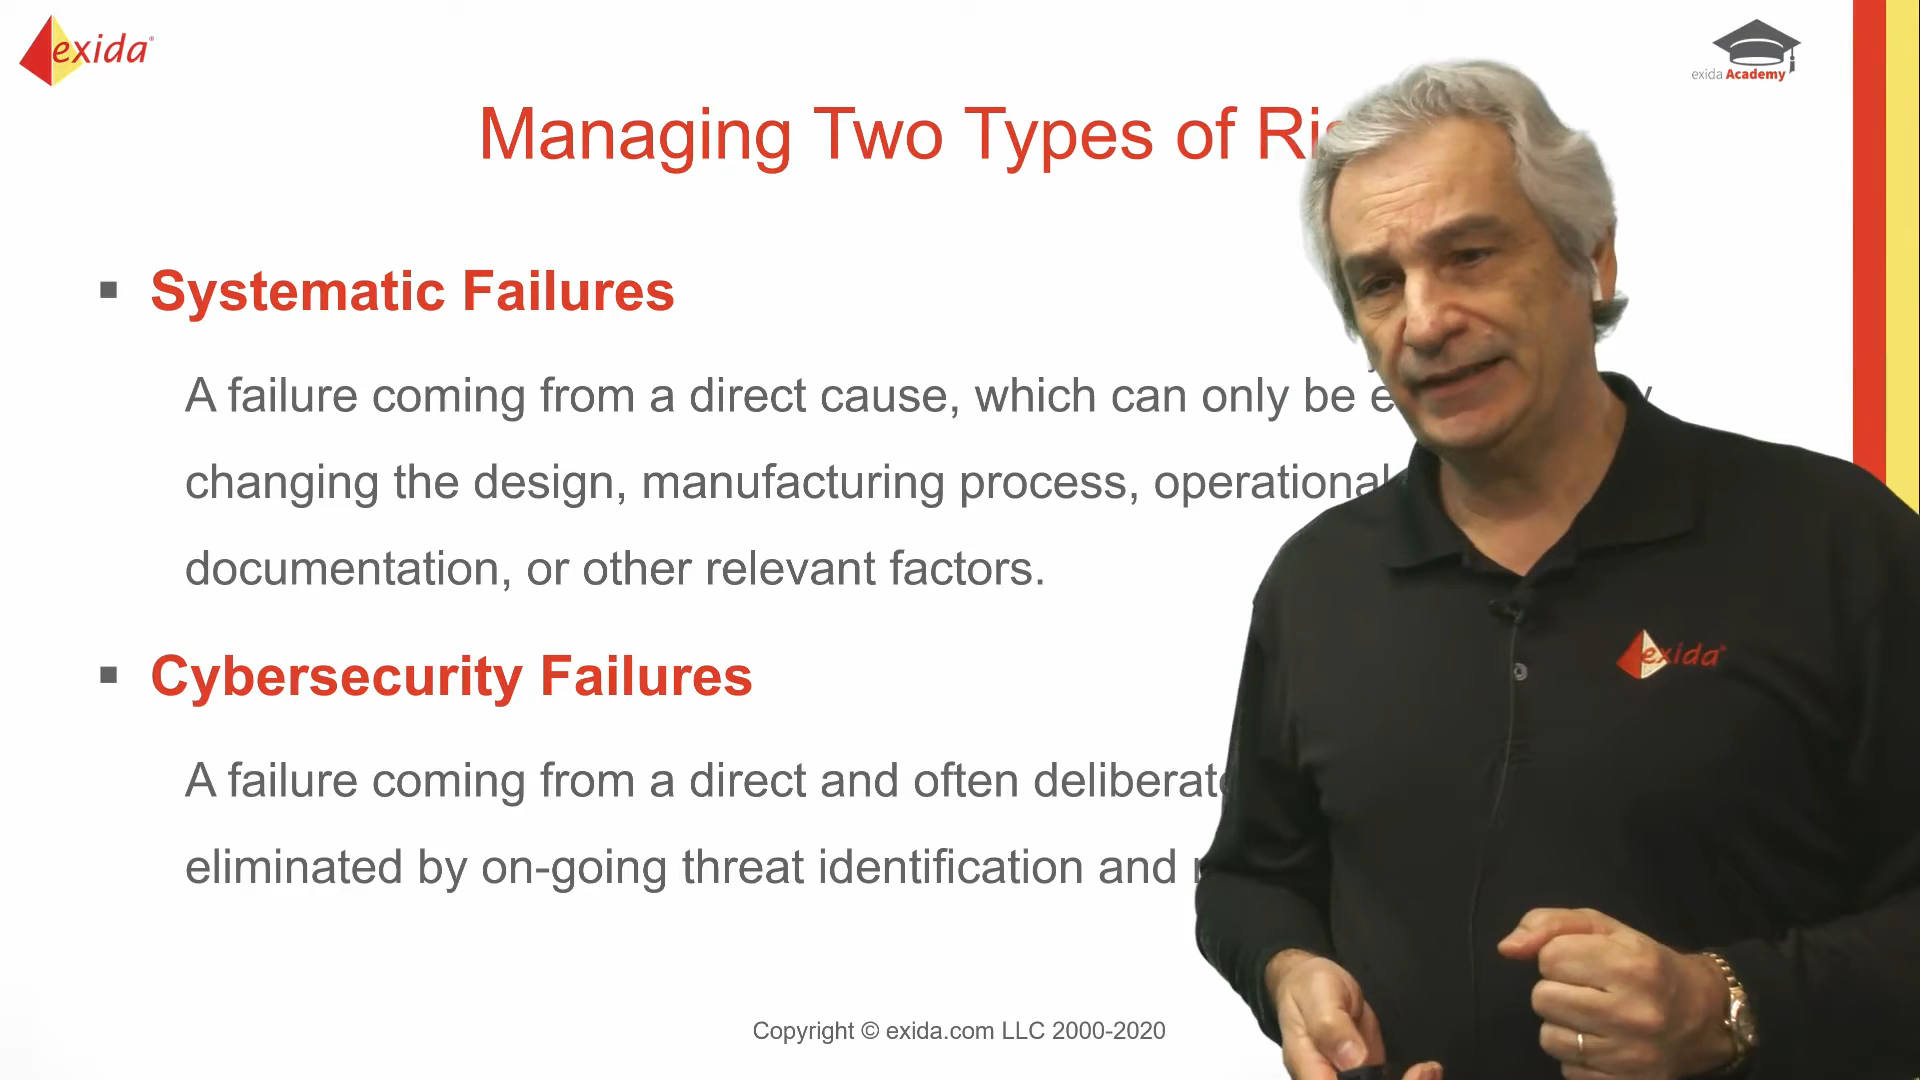 exida
exida Academy
Managing Two Types of
Systematic Failures
A failure coming from a direct cause, which can only be
changing the design, manufacturing process, operational
documentation, or other relevant factors.
Cybersecurity Failures
A failure coming from a direct and often
eliminated by on-going threat identification and
exida
Copyright © exida.com LLC 2000-2020